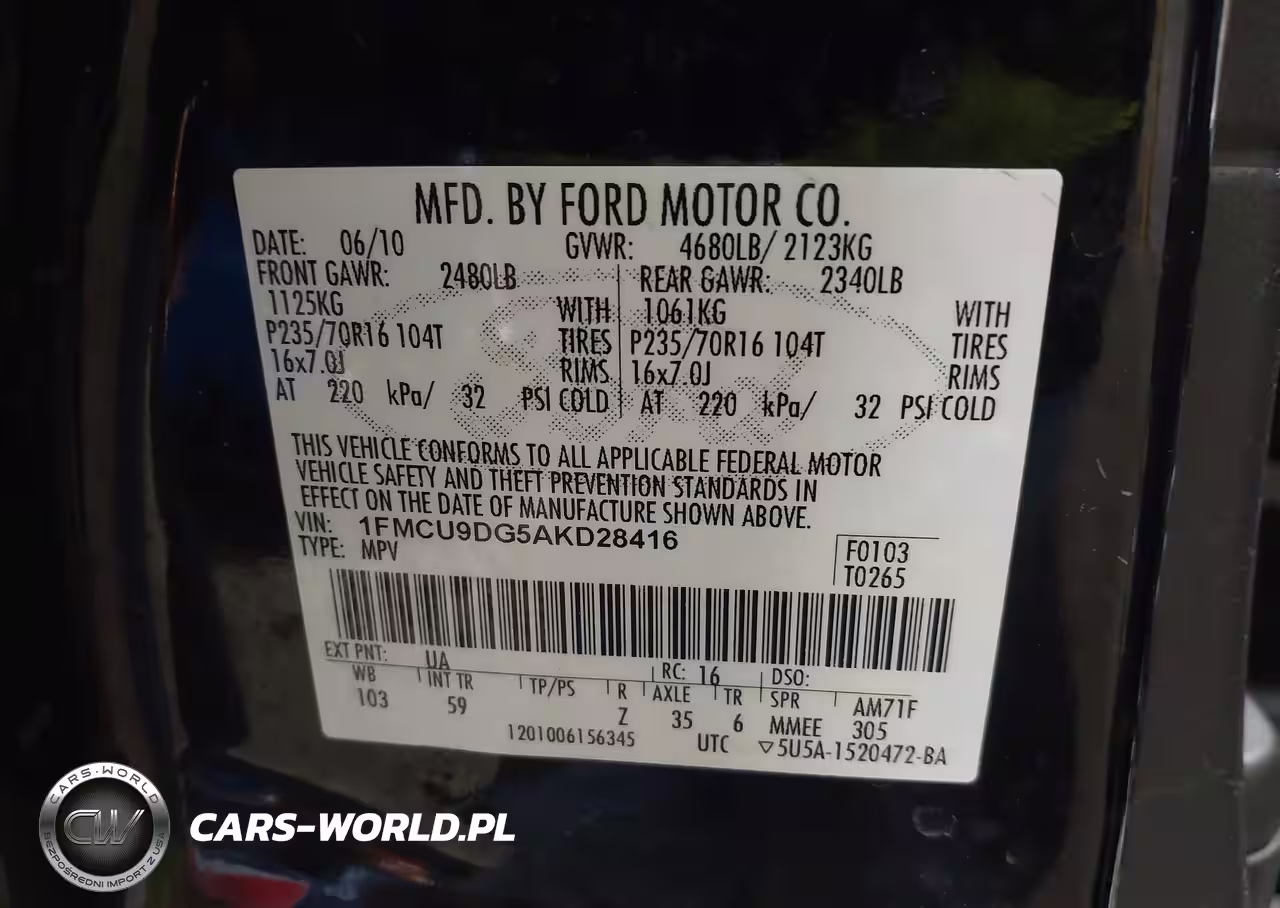 MFD. BY FORD MOTOR CO.
DATE: 06/10 GVWR: 4680LB/ 2123KG
FRONT GAWR: 2480LB REAR GAWR: 2340LB
1125KG WITH 1061KG WITH
P235/70R16 104T TIRES P235/70R16 104T TIRES
16x7.0J RIMS 16x7.0J RIMS
AT 220 kPa/ 32 PSI COLD AT 220 kPa/ 32 PSI COLD
THIS VEHICLE CONFORMS TO ALL APPLICABLE FEDERAL MOTOR
VEHICLE SAFETY AND THEFT PREVENTION STANDARDS IN
EFFECT ON THE DATE OF MANUFACTURE SHOWN ABOVE.
VIN: 1FMCU9DG5AKD28416
TYPE: MPV
F0103
T0265
EXT PNT: UA RC: 16 DSO:
WB INT TR TP/PS R AXLE TR SPR AM71F
103 59 Z 35 6 MMEE 305
1201006156345 UTC ▽5U5A-1520472-BA
CARS-WORLD
CW
BEZPOŚREDNI IMPORT Z USA
CARS-WORLD.PL